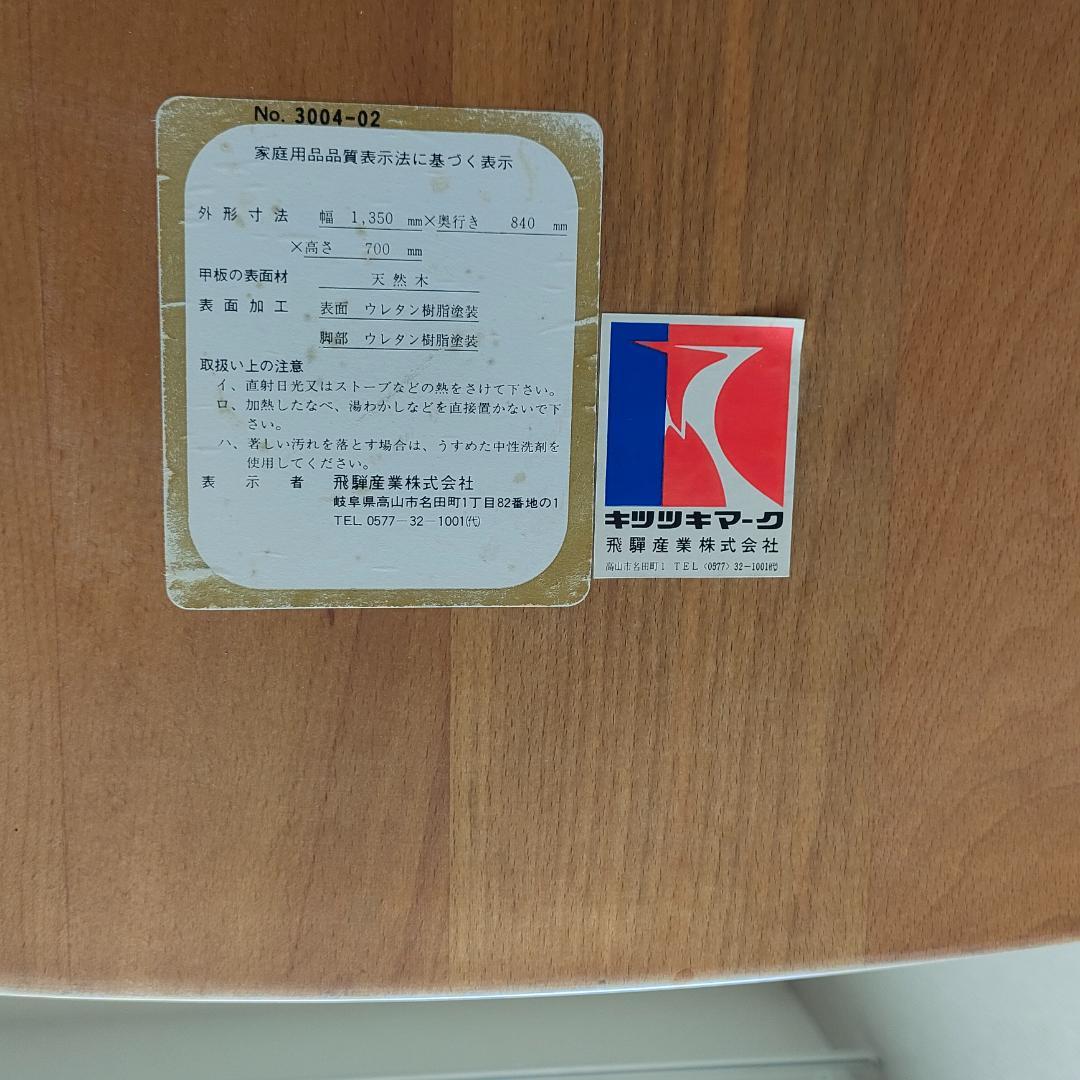 No. 3004-02
家庭用品品質表示法に基づく表示
外形寸法 幅 1,350 mm×奥行き 840 mm
×高さ 700 mm
甲板の表面材 天然木
表面加工 表面 ウレタン樹脂塗装
脚部 ウレタン樹脂塗装
取扱い上の注意
イ、直射日光又はストーブなどの熱をさけて下さい。
ロ、加熱したなべ、湯わかしなどを直接置かないで下
さい。
ハ、著しい汚れを落とす場合は、うすめた中性洗剤を
使用してください。
表示者 飛騨産業株式会社
岐阜県高山市名田町1丁目82番地の1
TEL 0577-32-1001㈹
キツツキマーク
飛驒産業株式会社
高山市名田町1 TEL〈0577〉32-1001㈹